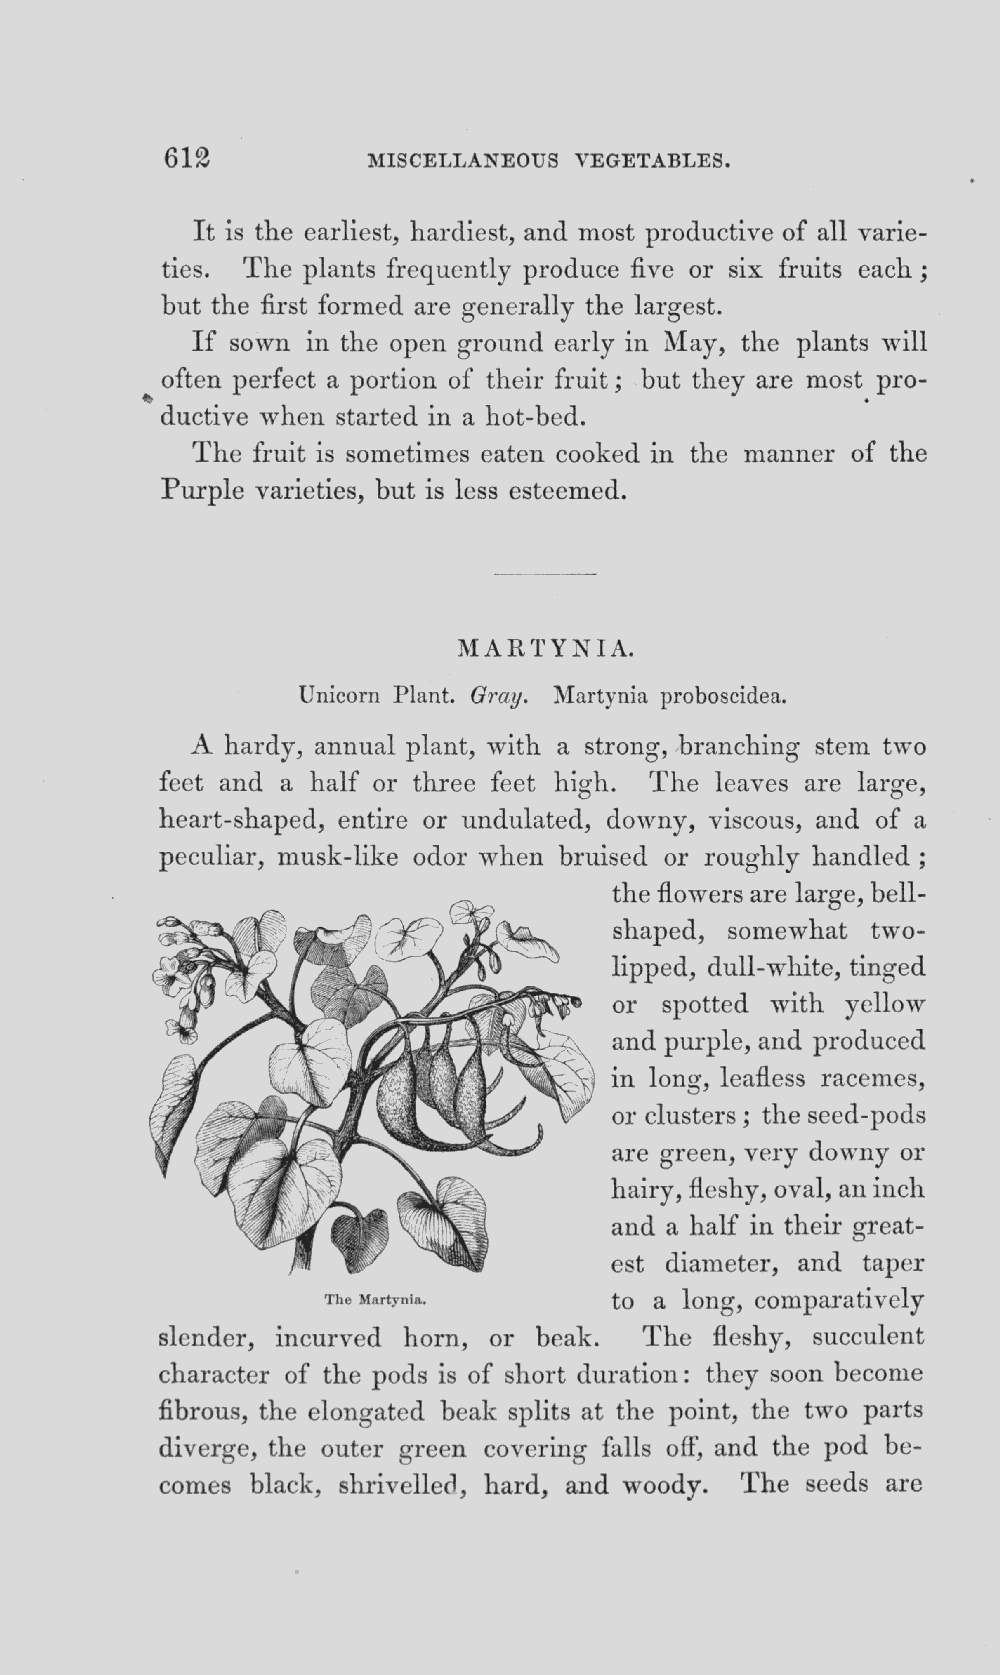 612 MISCELLANEOUS VEGETABLES.
It is the earliest, hardiest, and most productive of all varie-
ties. The plants frequently produce five or six fruits each;
but the first formed are generally the largest.
If sown in the open ground early in May, the plants will
often perfect a portion of their fruit; but they are most pro-
ductive when started in a hot-bed.
The fruit is sometimes eaten cooked in the manner of the
Purple varieties, but is less esteemed.
MARTYNIA.
Unicorn Plant. Gray. Martynia proboscidea.
A hardy, annual plant, with a strong, branching stem two
feet and a half or three feet high. The leaves are large,
heart-shaped, entire or undulated, downy, viscous, and of a
peculiar, musk-like odor when bruised or roughly handled;
the flowers are large, bell-
shaped, somewhat two-
lipped, dull-white, tinged
or spotted with yellow
and purple, and produced
in long, leafless racemes,
or clusters; the seed-pods
are green, very downy or
hairy, fleshy, oval, an inch
and a half in their great-
est diameter, and taper
to a long, comparatively
The Martynia.
slender, incurved horn, or beak. The fleshy, succulent
character of the pods is of short duration: they soon become
fibrous, the elongated beak splits at the point, the two parts
diverge, the outer green covering falls off, and the pod be-
comes black, shrivelled, hard, and woody. The seeds are